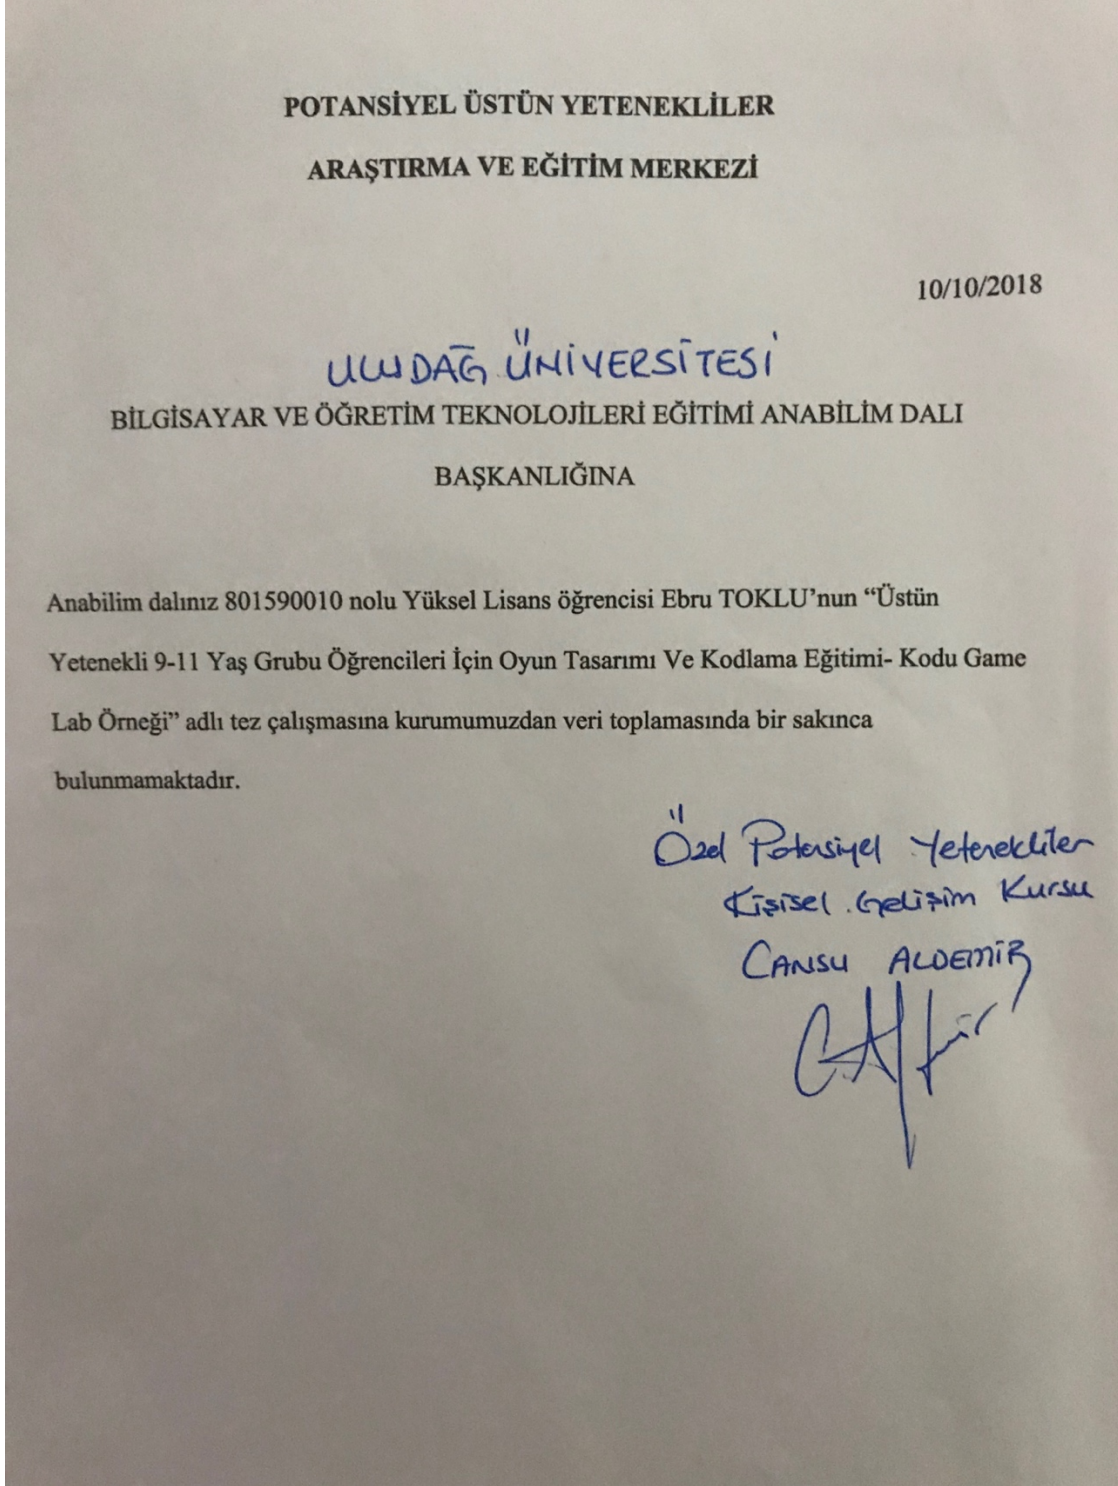 POTANSİYEL ÜSTÜN YETENEKLİLER
ARAŞTIRMA VE EĞİTİM MERKEZİ
10/10/2018
ULUDAĞ ÜNİVERSİTESİ
BİLGİSAYAR VE ÖĞRETİM TEKNOLOJİLERİ EĞİTİMİ ANABİLİM DALI
BAŞKANLIĞINA
Anabilim dalınız 801590010 nolu Yüksel Lisans öğrencisi Ebru TOKLU’nun “Üstün
Yetenekli 9-11 Yaş Grubu Öğrencileri İçin Oyun Tasarımı Ve Kodlama Eğitimi- Kodu Game
Lab Örneği” adlı tez çalışmasına kurumumuzdan veri toplamasında bir sakınca
bulunmamaktadır.
Özel Potansiyel Yetenekliler
Kişisel Gelişim Kursu
CANSU ALDEMİR